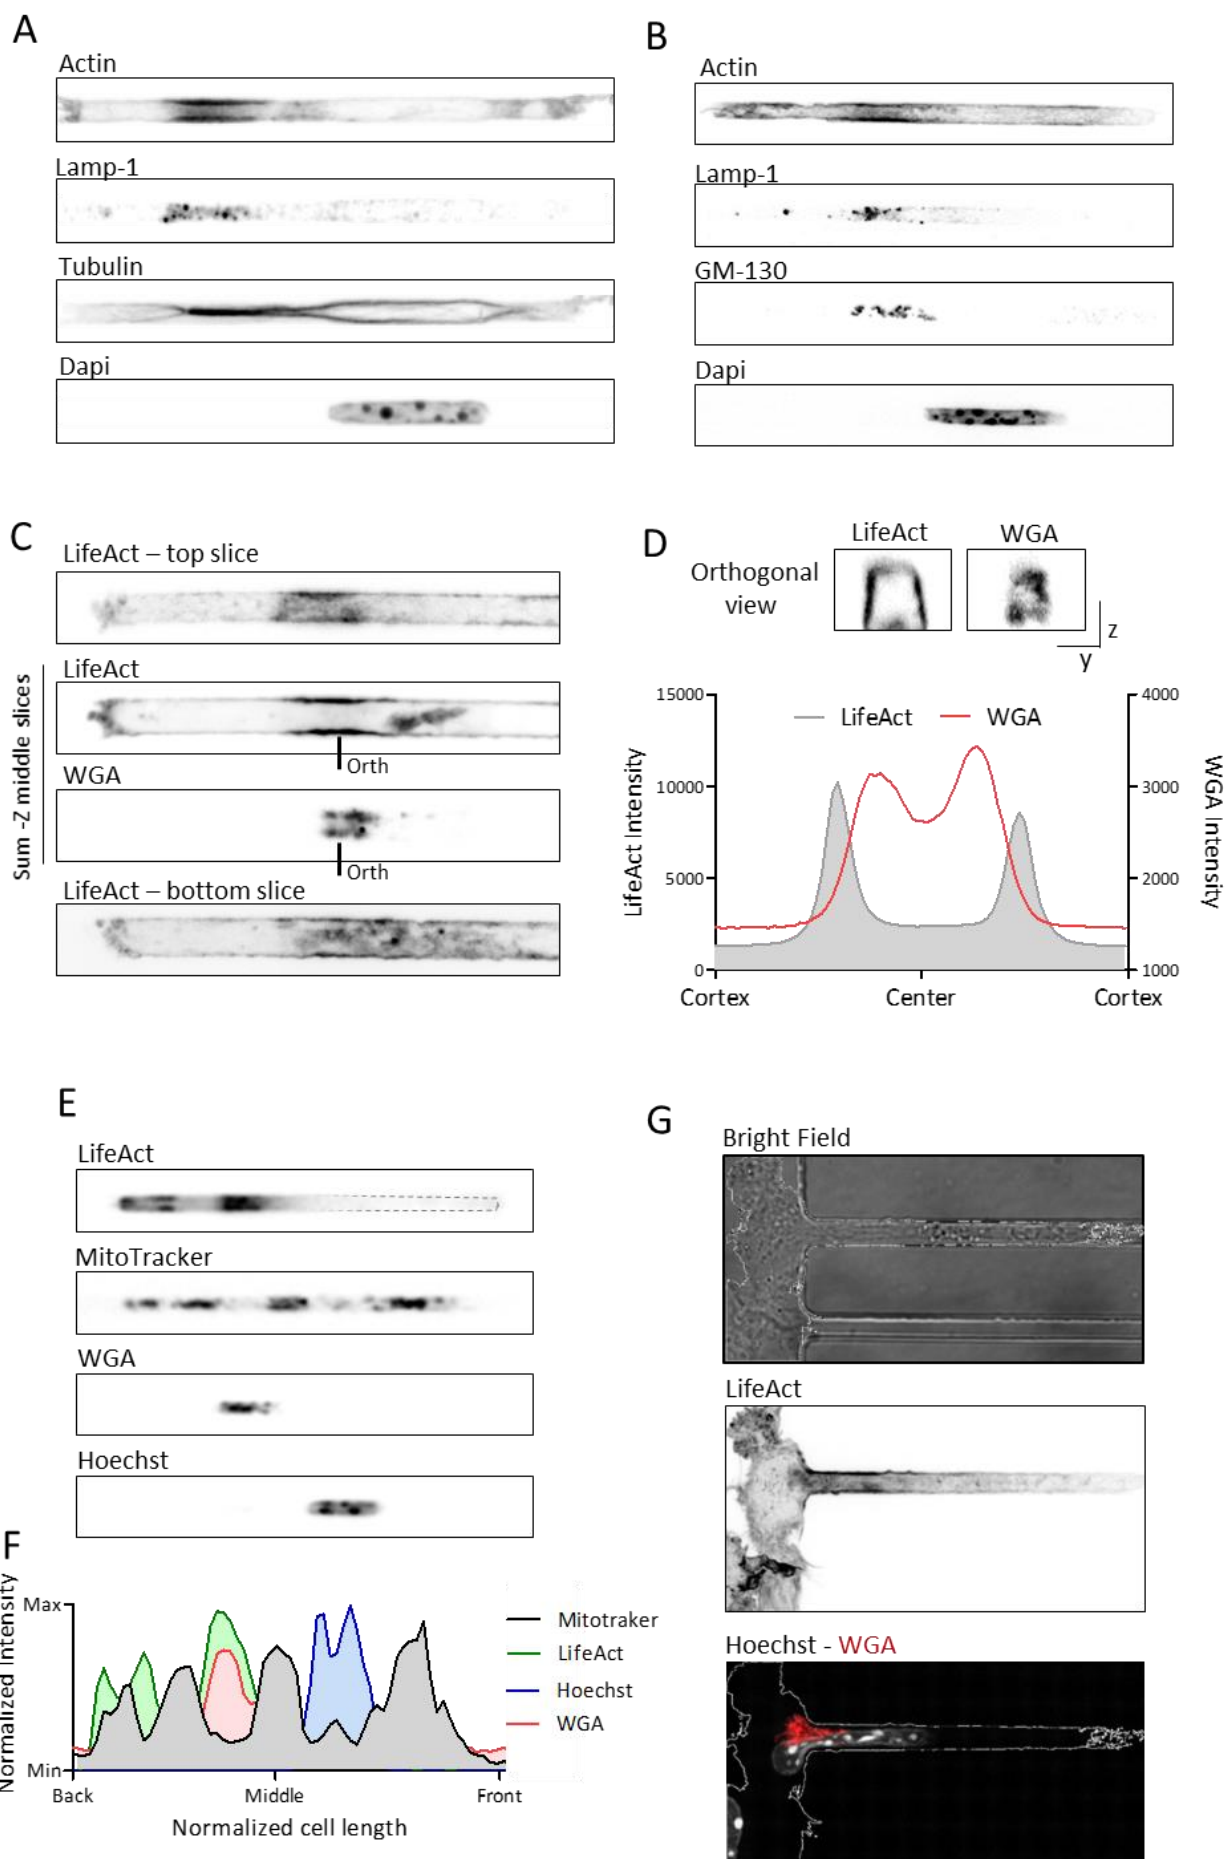 A
Actin
Lamp-1
Tubulin
Dapi
B
Actin
Lamp-1
GM-130
Dapi
C
LifeAct – top slice
Sum -Z middle slices
LifeAct
Orth
WGA
Orth
LifeAct – bottom slice
D
LifeAct WGA
Orthogonal
view
z
y
15000 4000
LifeAct WGA
10000 3000
LifeAct Intensity
WGA Intensity
5000 2000
0 1000
Cortex Center Cortex
E
LifeAct
MitoTracker
WGA
Hoechst
F
Normalized Intensity
Max
Min
Back Middle Front
Normalized cell length
Mitotraker
LifeAct
Hoechst
WGA
G
Bright Field
LifeAct
Hoechst - WGA